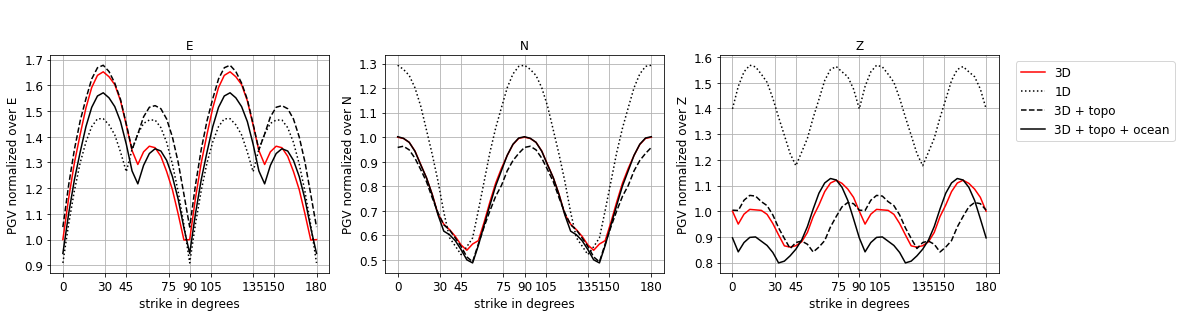 E
PGV normalized over E
1.7
1.6
1.5
1.4
1.3
1.2
1.1
1.0
0.9
0 30 45 75 90 105 135 150 180
strike in degrees
N
PGV normalized over N
1.3
1.2
1.1
1.0
0.9
0.8
0.7
0.6
0.5
0 30 45 75 90 105 135 150 180
strike in degrees
Z
PGV normalized over Z
1.6
1.5
1.4
1.3
1.2
1.1
1.0
0.9
0.8
0 30 45 75 90 105 135 150 180
strike in degrees
3D
1D
3D + topo
3D + topo + ocean